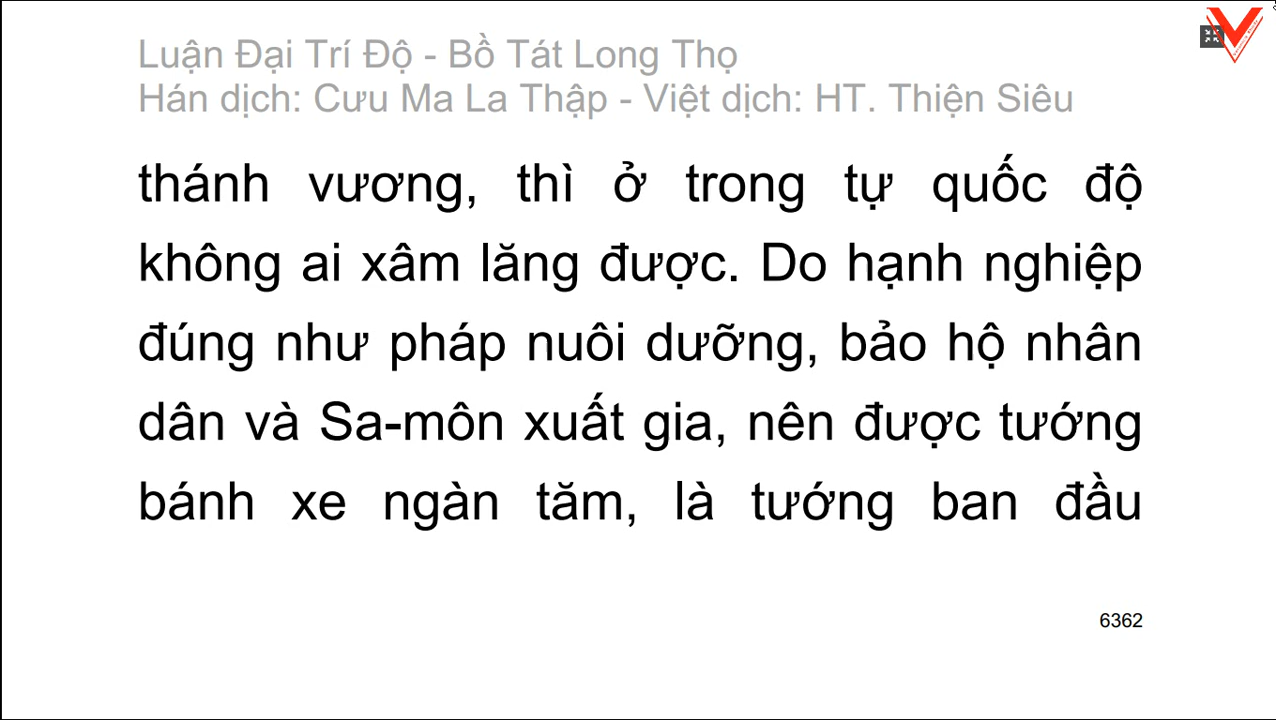 Luận Đại Trí Độ - Bồ Tát Long Thọ
Hán dịch: Cưu Ma La Thập - Việt dịch: HT. Thiện Siêu
thánh vương, thì ở trong tự quốc độ
không ai xâm lăng được. Do hạnh nghiệp
đúng như pháp nuôi dưỡng, bảo hộ nhân
dân và Sa-môn xuất gia, nên được tướng
bánh xe ngàn tăm, là tướng ban đầu
6362